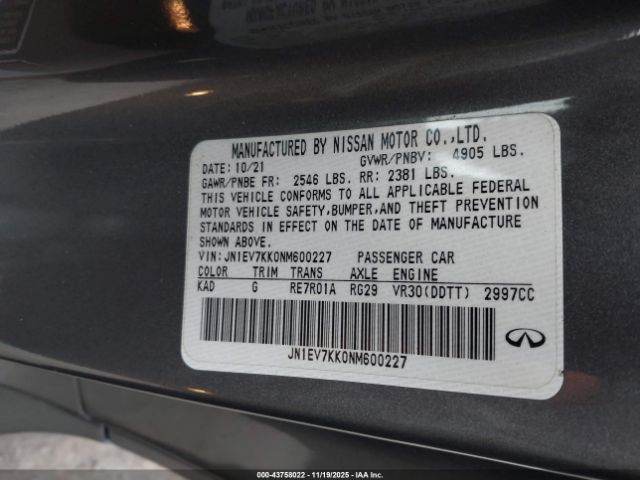 MANUFACTURED BY NISSAN MOTOR CO.,LTD.
DATE: 10/21 GVWR/PNBV: 4905 LBS.
GAWR/PNBE FR: 2546 LBS. RR: 2381 LBS.
THIS VEHICLE CONFORMS TO ALL APPLICABLE FEDERAL
MOTOR VEHICLE SAFETY,BUMPER,AND THEFT PREVENTION
STANDARDS IN EFFECT ON THE DATE OF MANUFACTURE
SHOWN ABOVE.
VIN: JN1EV7KK0NM600227 PASSENGER CAR
COLOR TRIM TRANS AXLE ENGINE
KAD G RE7R01A RG29 VR30(DDTT) 2997CC
JN1EV7KK0NM600227
000-43758022 - 11/19/2025 - IAA Inc. All Rights Reserved